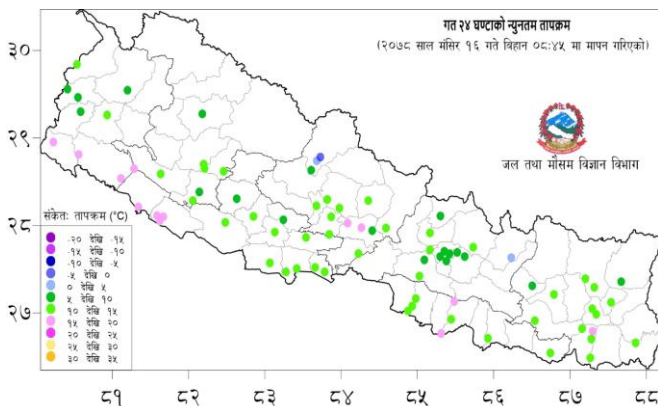 गत २४ घण्टाको न्युनतम तापक्रम
(२०७८ साल मंसिर १६ गते बिहान ०८:४५ मा मापन गरिएको)
जल तथा मौसम विज्ञान विभाग
३०
२९
२८
२७
संकेतः तापक्रम (°C)
-२० देखि -१५
-१५ देखि -१०
-१० देखि -५
-५ देखि ०
० देखि ५
५ देखि १०
१० देखि १५
१५ देखि २०
२० देखि २५
२५ देखि ३०
३० देखि ३५
८१ ८२ ८३ ८४ ८५ ८६ ८७ ८८